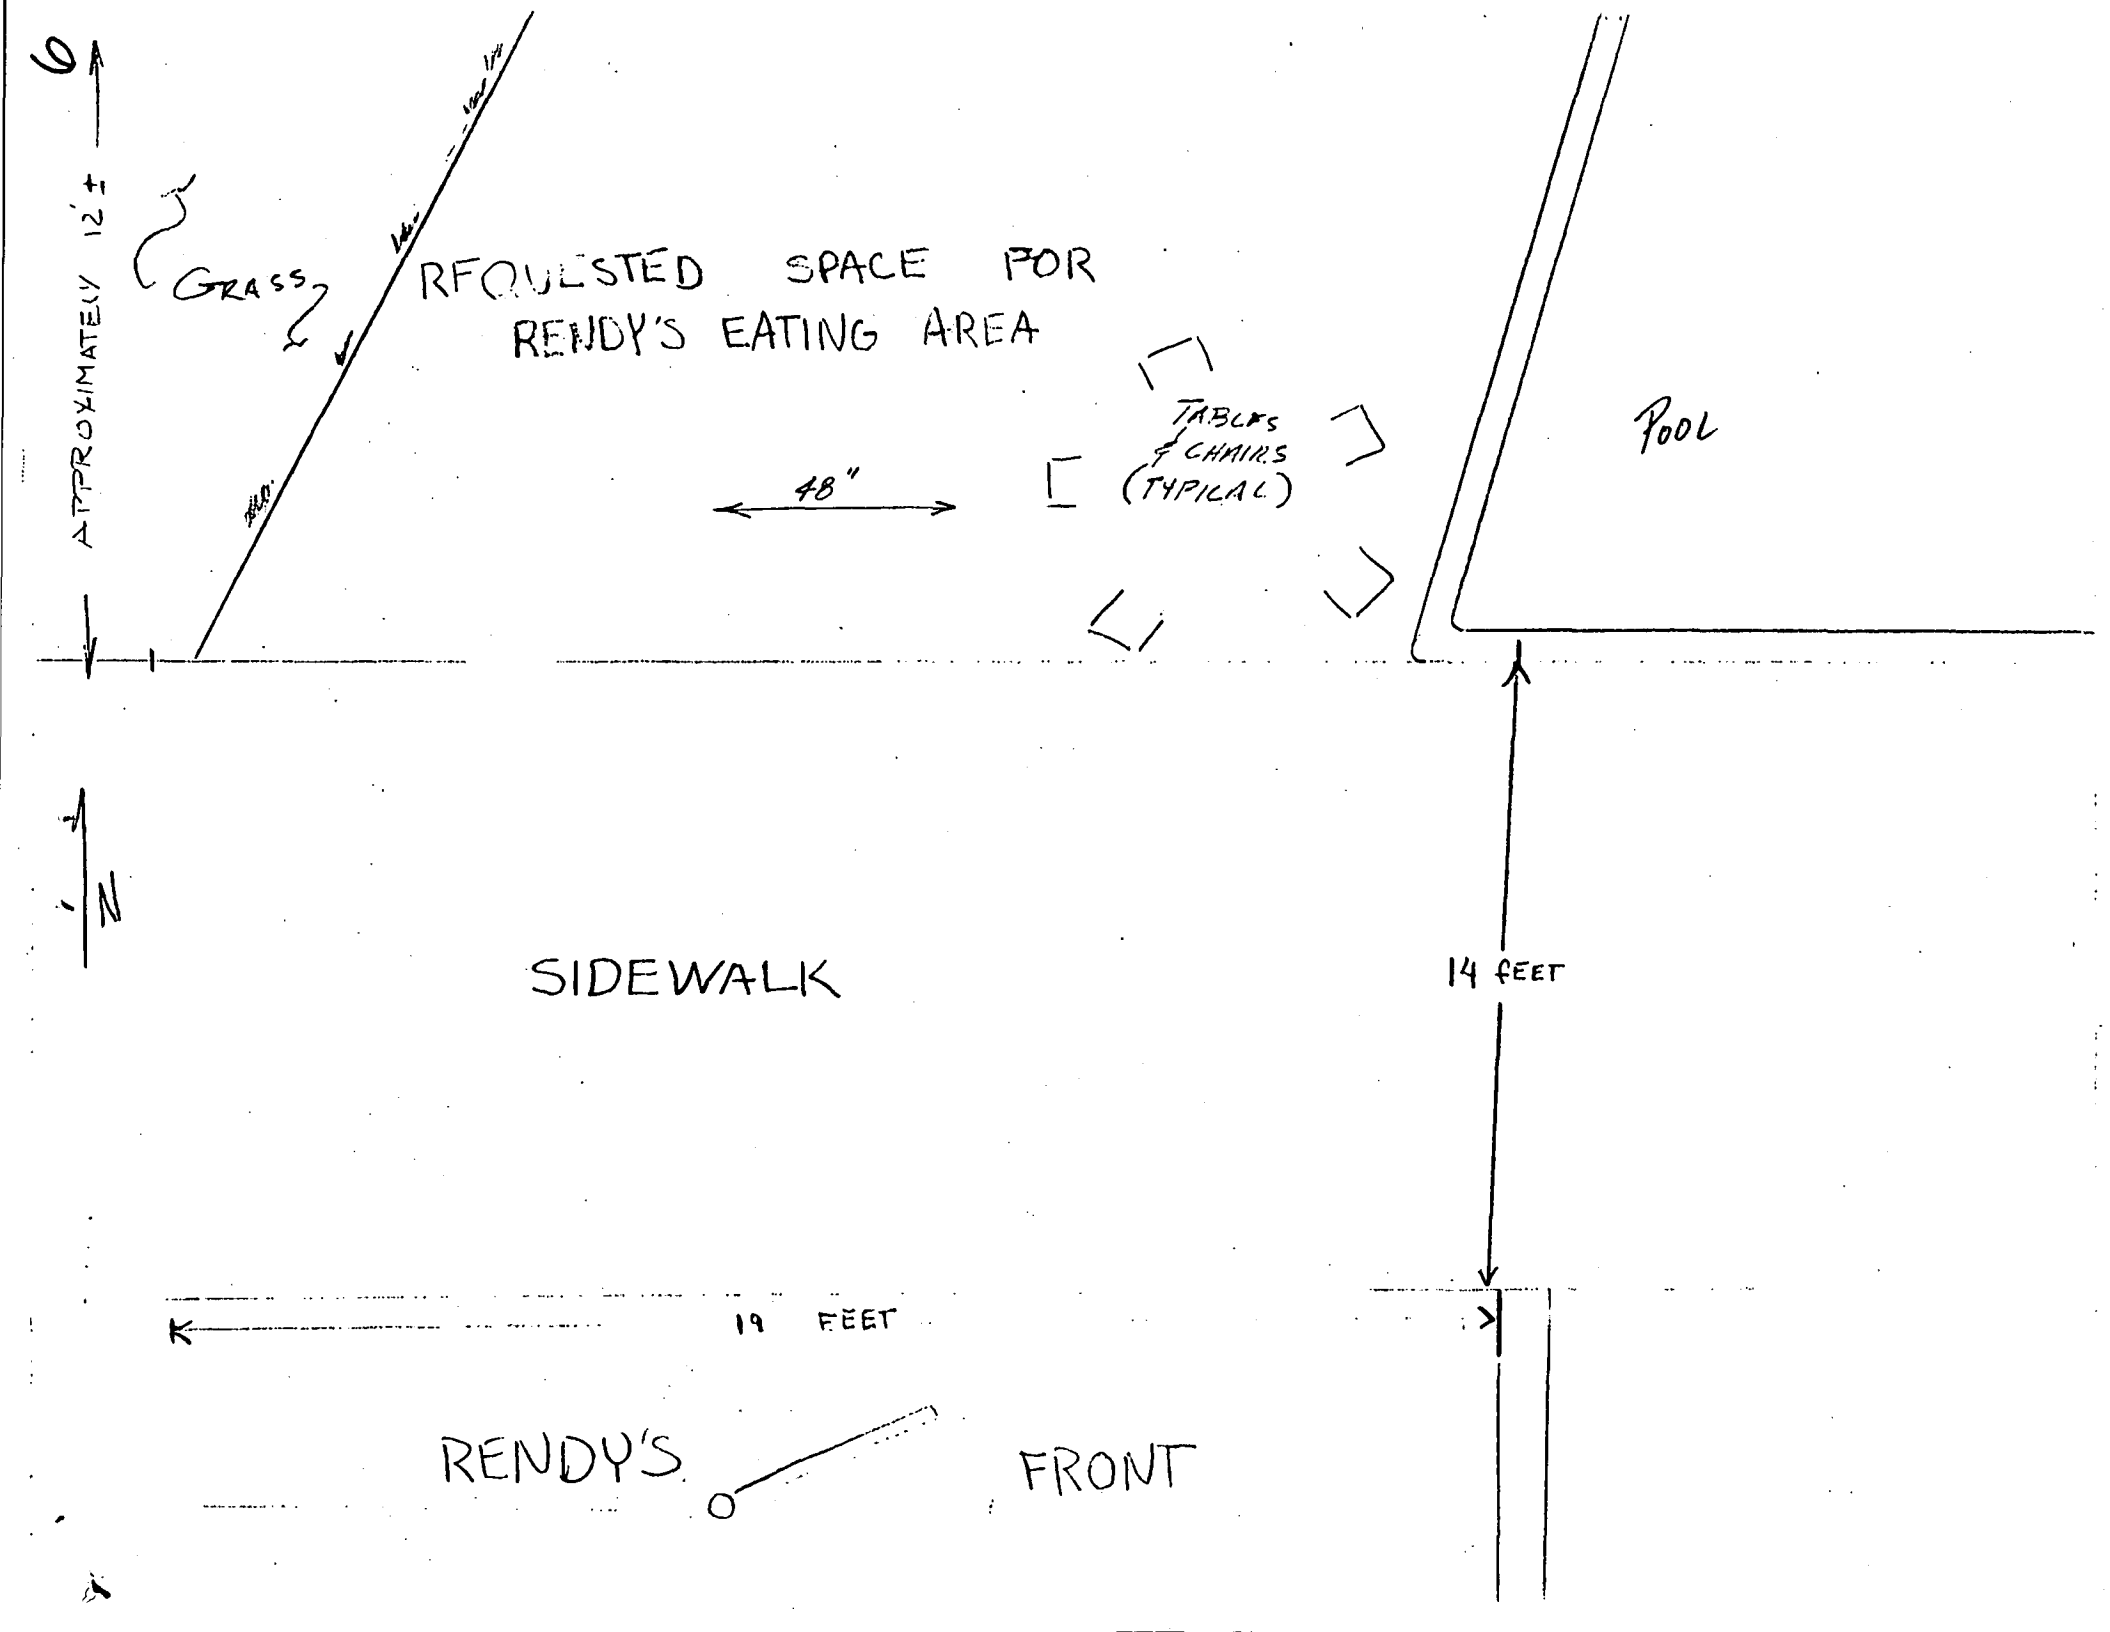 6
APPROXIMATELY 12' ±
GRASS
REQUESTED SPACE FOR
RENDY'S EATING AREA
TABLES
& CHAIRS
(TYPICAL)
48"
POOL
N
SIDEWALK
14 FEET
19 FEET
RENDY'S FRONT